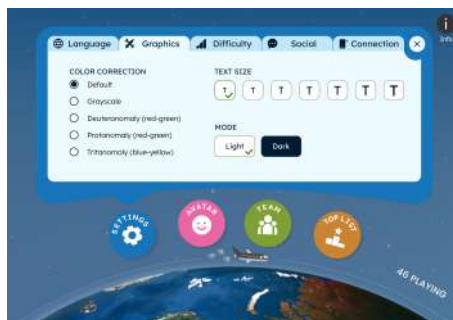 Language
Graphics
Difficulty
Social
Connection
Info
COLOR CORRECTION
Default
Grayscale
Deuteranomaly (red-green)
Protanomaly (red-green)
Tritanomaly (blue-yellow)
TEXT SIZE
T T T T T T T
MODE
Light
Dark
SETTINGS
AVATAR
TEAM
TOP LIST
46 PLAYING